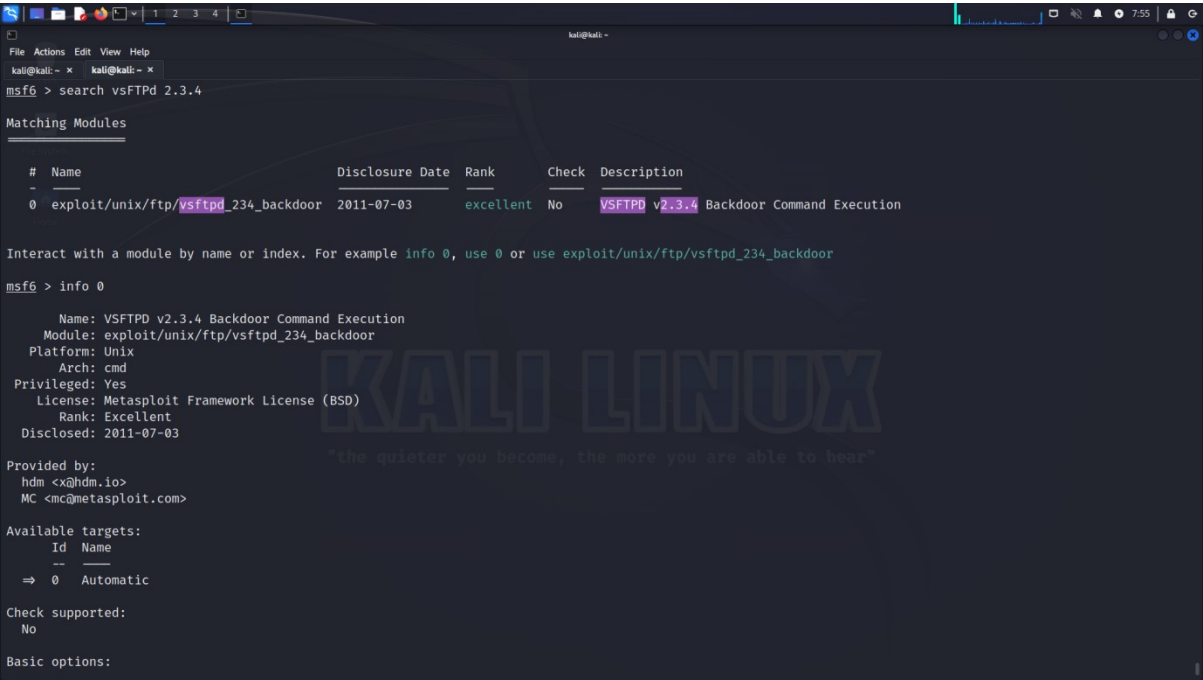 1 2 3 4
7:55
kali@kali: ~
File Actions Edit View Help
kali@kali: ~ × kali@kali: ~ ×
msf6 > search vsFTPd 2.3.4
Matching Modules
# Name Disclosure Date Rank Check Description
- ---- --------------- ---- ----- -----------
0 exploit/unix/ftp/vsftpd_234_backdoor 2011-07-03 excellent No VSFTPD v2.3.4 Backdoor Command Execution
Interact with a module by name or index. For example info 0, use 0 or use exploit/unix/ftp/vsftpd_234_backdoor
msf6 > info 0
Name: VSFTPD v2.3.4 Backdoor Command Execution
Module: exploit/unix/ftp/vsftpd_234_backdoor
Platform: Unix
Arch: cmd
Privileged: Yes
License: Metasploit Framework License (BSD)
Rank: Excellent
Disclosed: 2011-07-03
KALI LINUX
"the quieter you become, the more you are able to hear"
Provided by:
hdm <x@hdm.io>
MC <mc@metasploit.com>
Available targets:
Id Name
-- ----
⇒ 0 Automatic
Check supported:
No
Basic options: